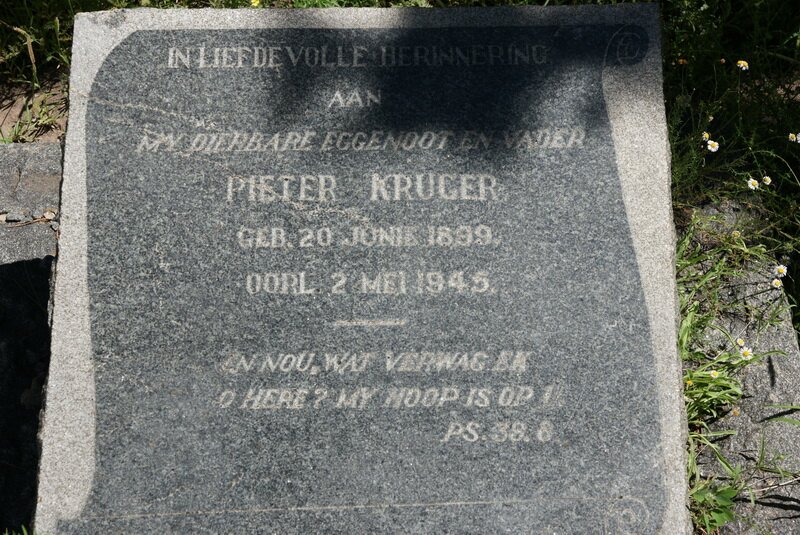 IN LIEFDEVOLLE HERINNERING
AAN
MY DIERBARE EGGENOOT EN VADER
PIETER KRUGER
GEB. 20 JUNIE 1899.
OORL. 2 MEI 1945.
EN NOU, WAT VERWAG EK
O HERE? MY HOOP IS OP U.
PS. 38. 8